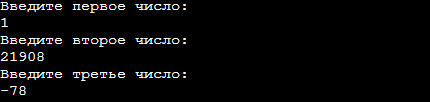 Введите первое число:
1
Введите второе число:
21908
Введите третье число:
-78